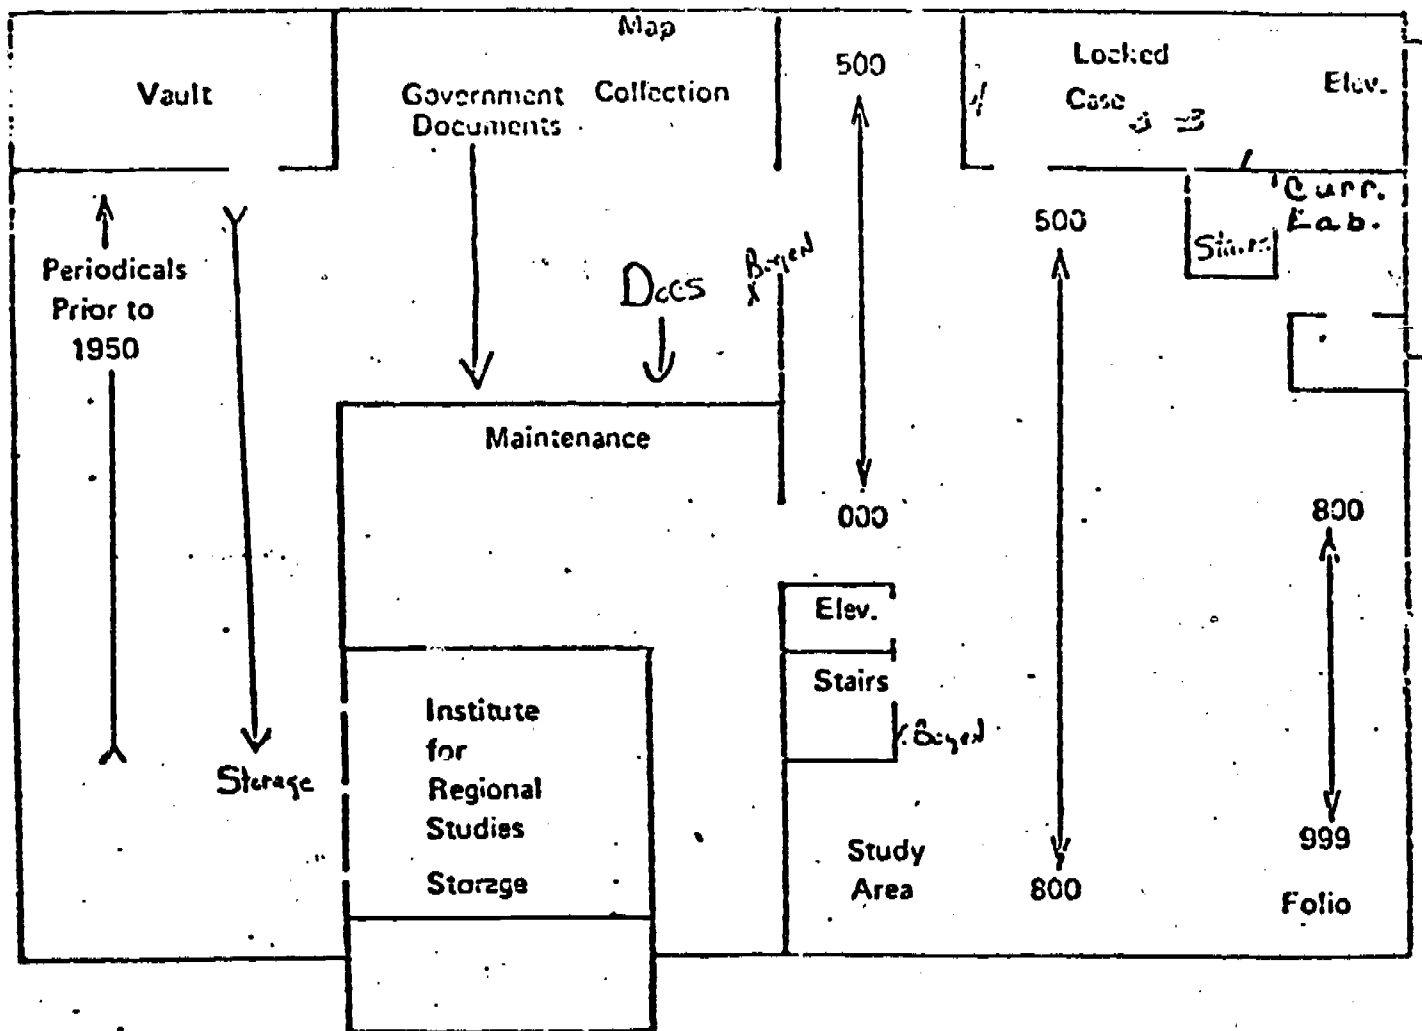 Map
Vault
Government
Documents
Collection
500
Locked
Case
Elev.
Curr.
Lab.
Stairs
500
Periodicals
Prior to
1950
Docs
Maintenance
000
800
Elev.
Stairs
Institute
for
Regional
Studies
Storage
Storage
Study
Area
800
999
Folio